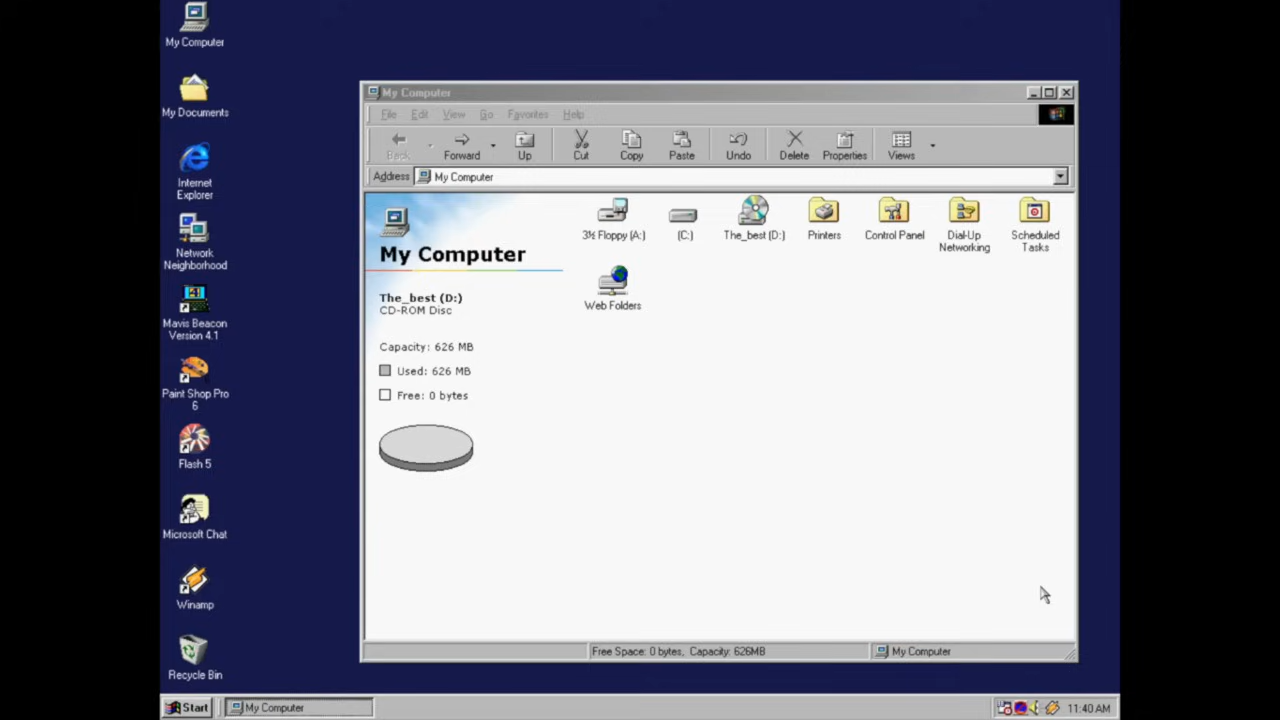 My Computer
My Documents
Internet
Explorer
Network
Neighborhood
Mavis Beacon
Version 4.1
Paint Shop Pro
6
Flash 5
Microsoft Chat
Winamp
Recycle Bin
My Computer
File Edit View Go Favorites Help
Back Forward Up Cut Copy Paste Undo Delete Properties Views
Address My Computer
My Computer
The_best (D:)
CD-ROM Disc
Capacity: 626 MB
Used: 626 MB
Free: 0 bytes
3½ Floppy (A:) (C:) The_best (D:) Printers Control Panel Dial-Up Networking Scheduled Tasks
Web Folders
Free Space: 0 bytes, Capacity: 626MB My Computer
Start My Computer 11:40 AM